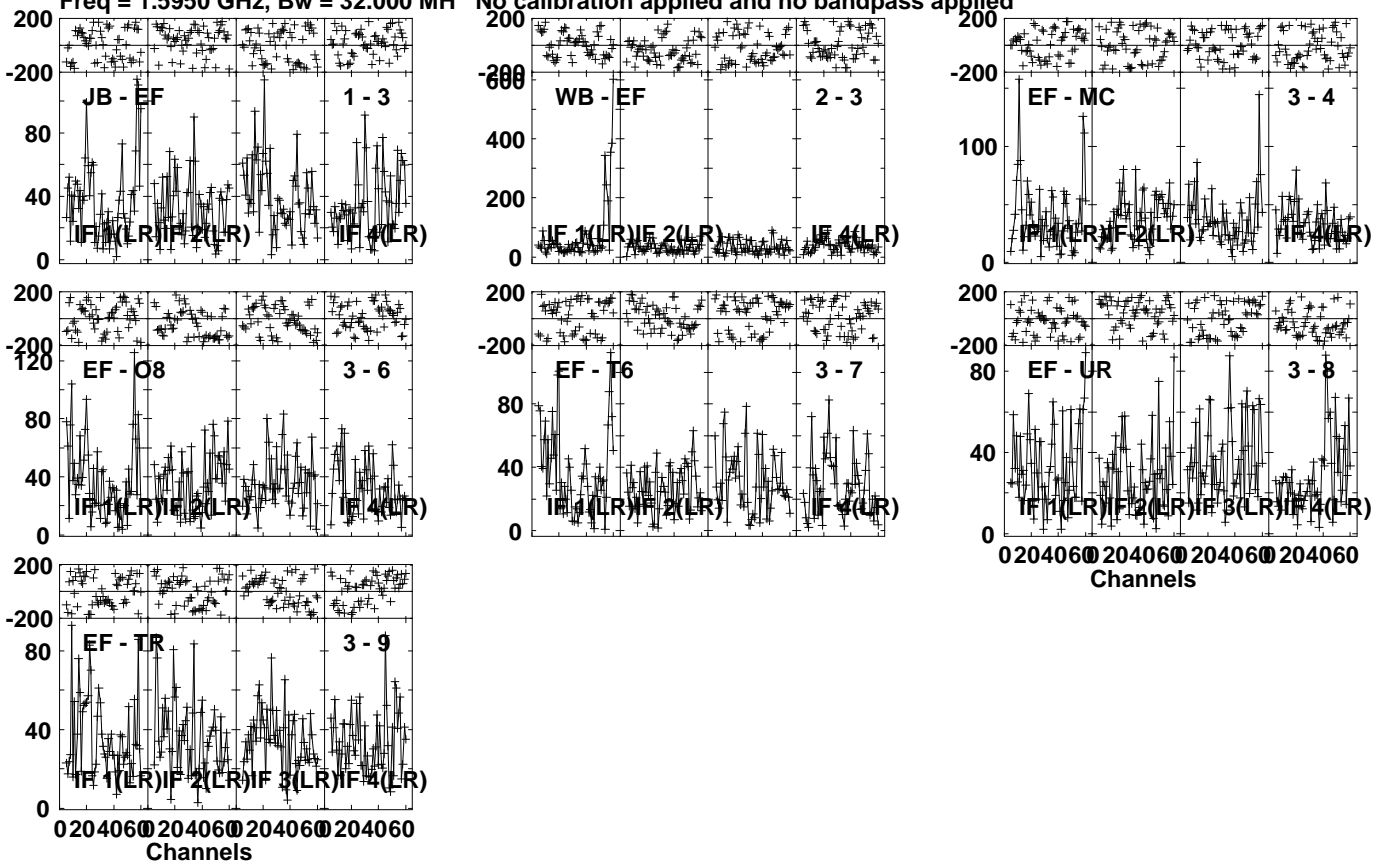 Freq = 1.5950 GHz, Bw = 32.000 MH No calibration applied and no bandpass applied
200 200 200
-200 -200 -200
JB - EF 1 - 3 WB - EF 2 - 3 EF - MC 3 - 4
80 40 0
600 400 200 0
100 0
IF 1(LR) IF 2(LR) IF 4(LR) IF 1(LR) IF 2(LR) IF 4(LR) IF 1(LR) IF 2(LR) IF 4(LR)
200 200 200
-200 -200 -200
EF - O8 3 - 6 EF - T6 3 - 7 EF - UR 3 - 8
120 80 40 0
80 40 0
80 40 0
IF 1(LR) IF 2(LR) IF 4(LR) IF 1(LR) IF 2(LR) IF 4(LR) IF 1(LR) IF 2(LR) IF 3(LR) IF 4(LR)
0 20 40 60 0 20 40 60 0 20 40 60 0 20 40 60
Channels
200
-200
EF - TR 3 - 9
80 40 0
IF 1(LR) IF 2(LR) IF 3(LR) IF 4(LR)
0 20 40 60 0 20 40 60 0 20 40 60 0 20 40 60
Channels